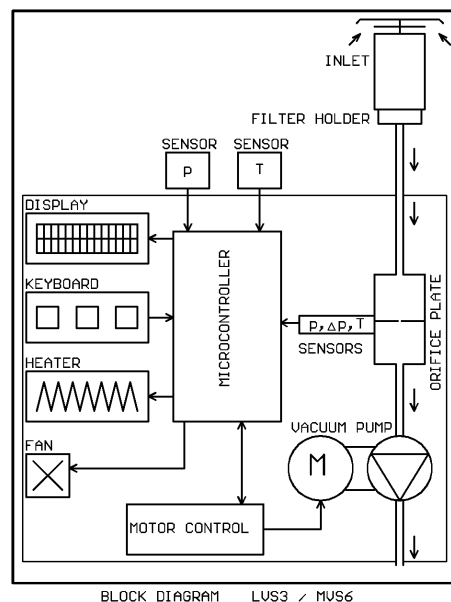 INLET
FILTER HOLDER
SENSOR
p
SENSOR
T
DISPLAY
KEYBOARD
MICROCONTROLLER
p,Δp,T
SENSORS
ORIFICE PLATE
HEATER
VACUUM PUMP
FAN
M
MOTOR CONTROL
BLOCK DIAGRAM LVS3 / MVS6